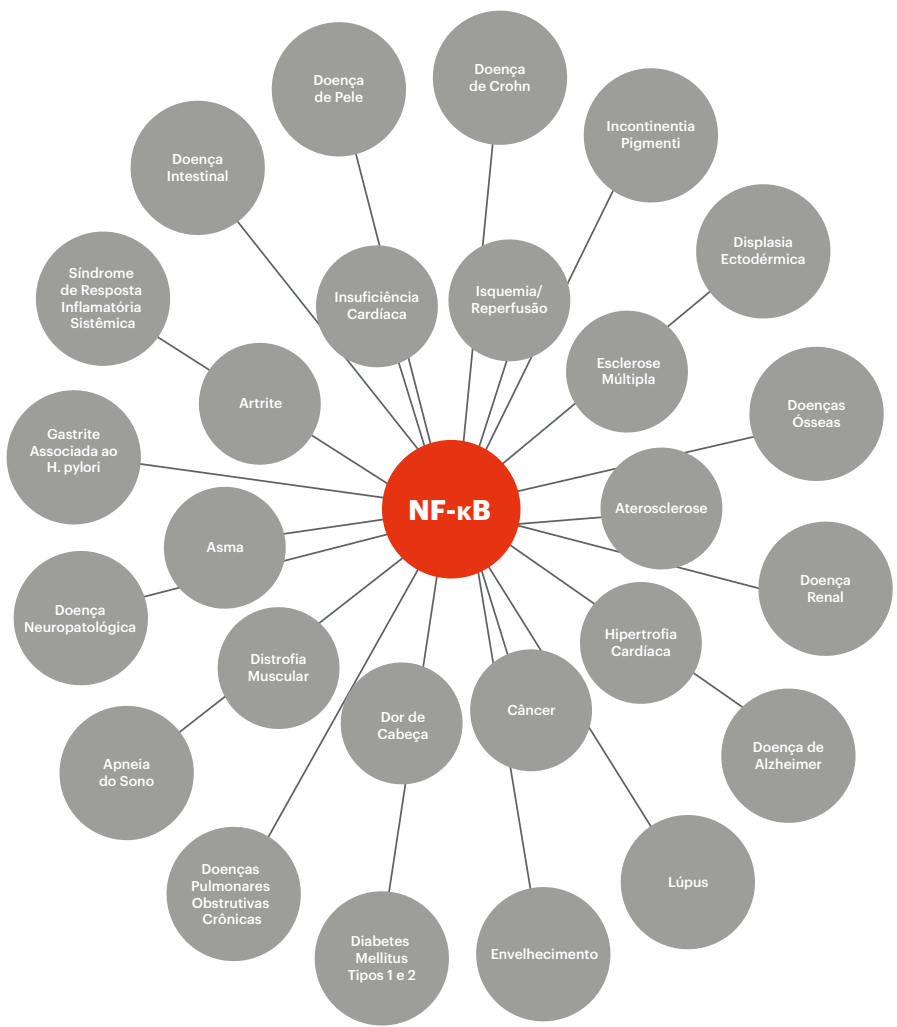 Doença
de Crohn
Doença
de Pele
Incontinentia
Pigmenti
Doença
Intestinal
Displasia
Ectodérmica
Síndrome
de Resposta
Inflamatória
Sistêmica
Insuficiência
Cardíaca
Isquemia/
Reperfusão
Esclerose
Múltipla
Artrite
Doenças
Ósseas
Gastrite
Associada ao
H. pylori
NF-κB
Aterosclerose
Asma
Doença
Renal
Doença
Neuropatológica
Hipertrofia
Cardíaca
Distrofia
Muscular
Dor de
Cabeça
Câncer
Apneia
do Sono
Doença de
Alzheimer
Doenças
Pulmonares
Obstrutivas
Crônicas
Lúpus
Diabetes
Mellitus
Tipos 1 e 2
Envelhecimento